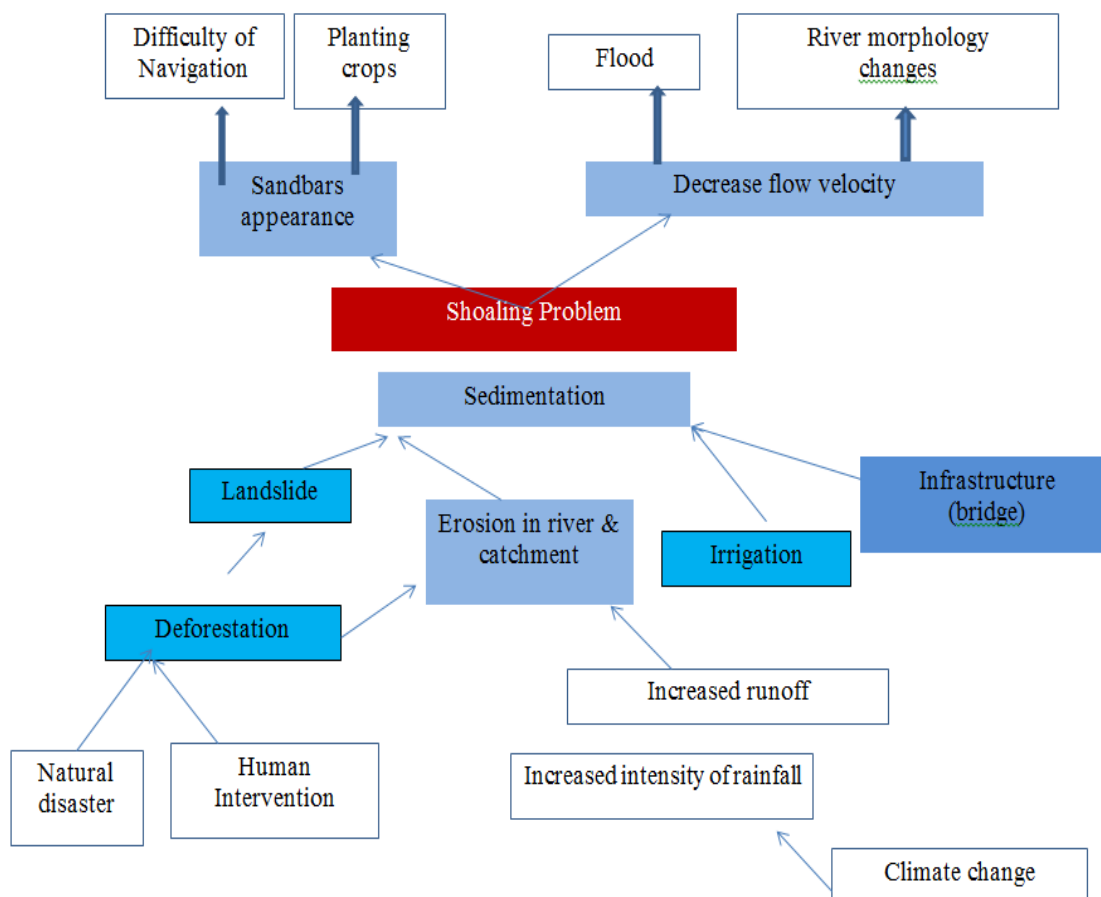 Difficulty of
Navigation
Planting
crops
Flood
River morphology
changes
Sandbars
appearance
Decrease flow velocity
Shoaling Problem
Sedimentation
Landslide
Erosion in river &
catchment
Irrigation
Infrastructure
(bridge)
Deforestation
Increased runoff
Natural
disaster
Human
Intervention
Increased intensity of rainfall
Climate change